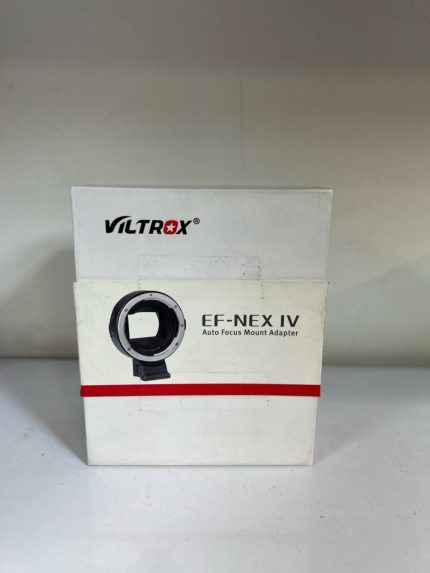 VILTROX®
EF-NEX IV
Auto Focus Mount Adapter